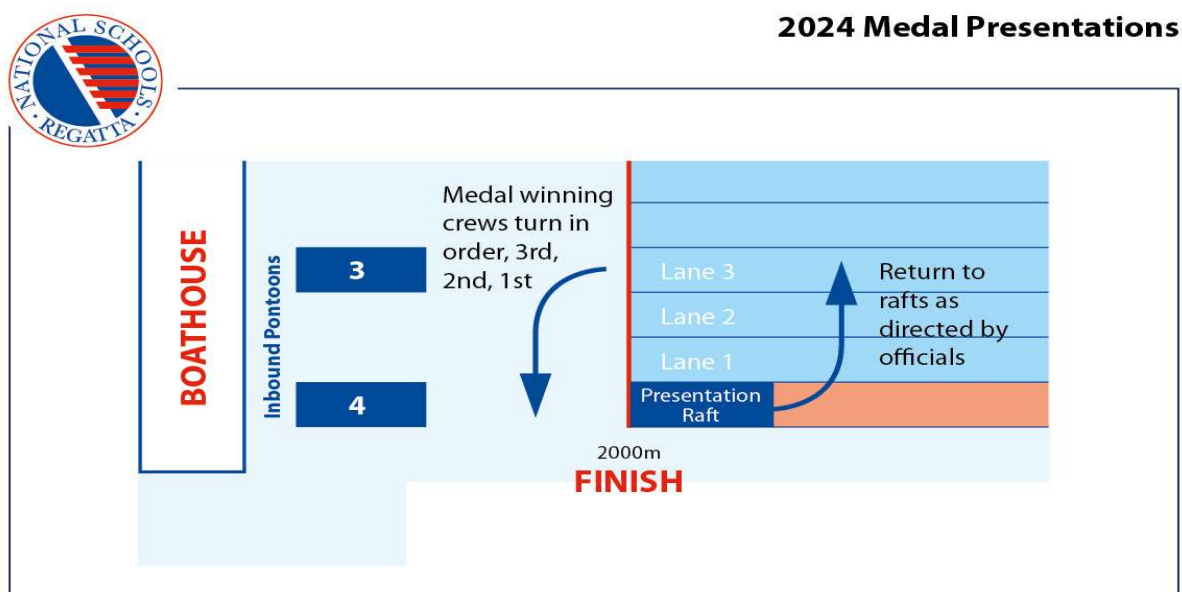 2024 Medal Presentations
NATIONAL SCHOOLS
· REGATTA ·
BOATHOUSE
Inbound Pontoons
3
4
Medal winning
crews turn in
order, 3rd,
2nd, 1st
Lane 3
Lane 2
Lane 1
Presentation
Raft
Return to
rafts as
directed by
officials
2000m
FINISH